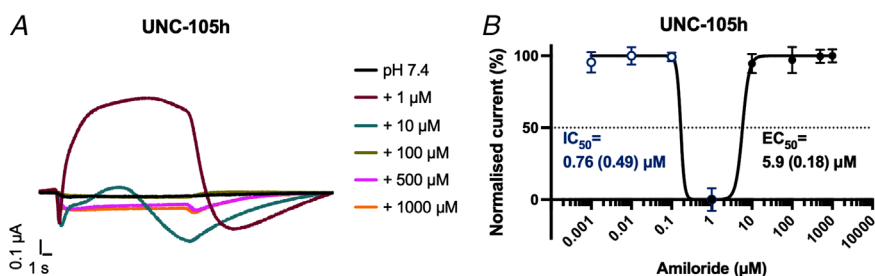 A
UNC-105h
pH 7.4
+ 1 µM
+ 10 µM
+ 100 µM
+ 500 µM
+ 1000 µM
0.1 µA
1 s
B
UNC-105h
Normalised current (%)
100
50
0
IC50=
0.76 (0.49) µM
EC50=
5.9 (0.18) µM
0.001
0.01
0.1
1
10
100
1000
10000
Amiloride (µM)